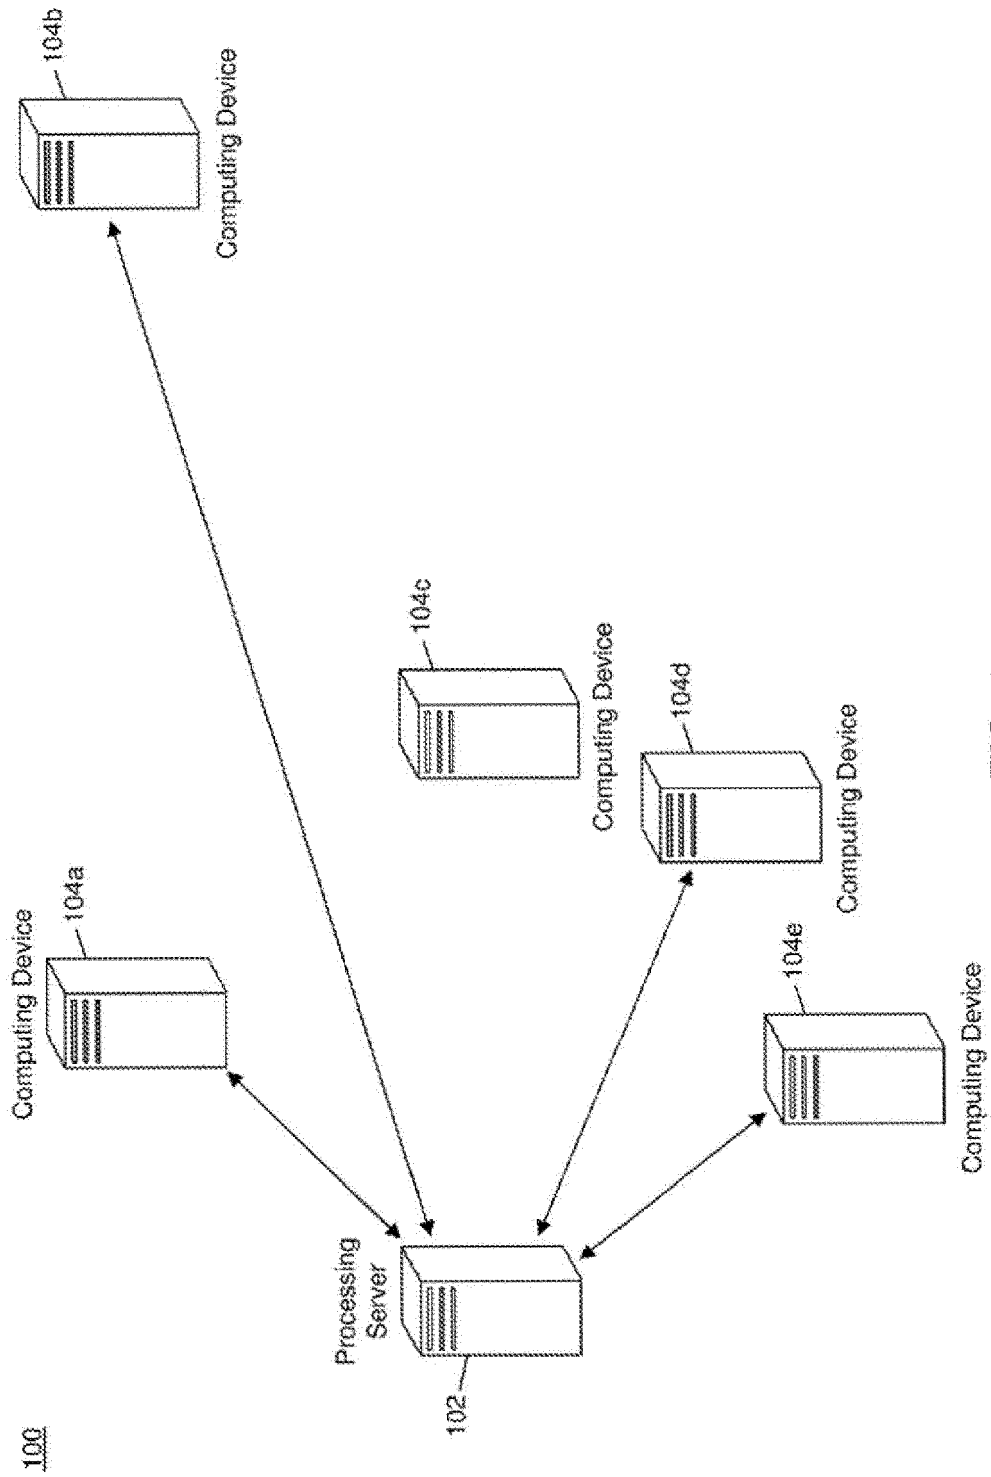 100
Computing Device
104a
104b
Computing Device
Processing
Server
102
104c
Computing Device
104d
Computing Device
104e
Computing Device